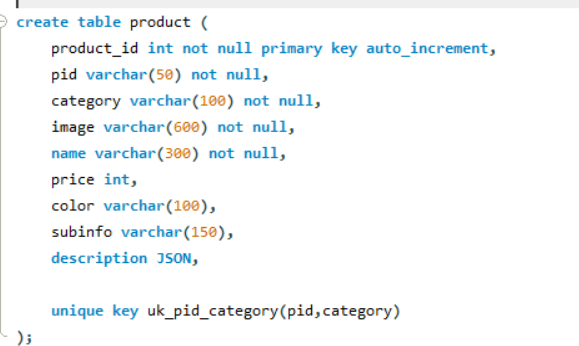 create table product (
product_id int not null primary key auto_increment,
pid varchar(50) not null,
category varchar(100) not null,
image varchar(600) not null,
name varchar(300) not null,
price int,
color varchar(100),
subinfo varchar(150),
description JSON,
unique key uk_pid_category(pid,category)
);